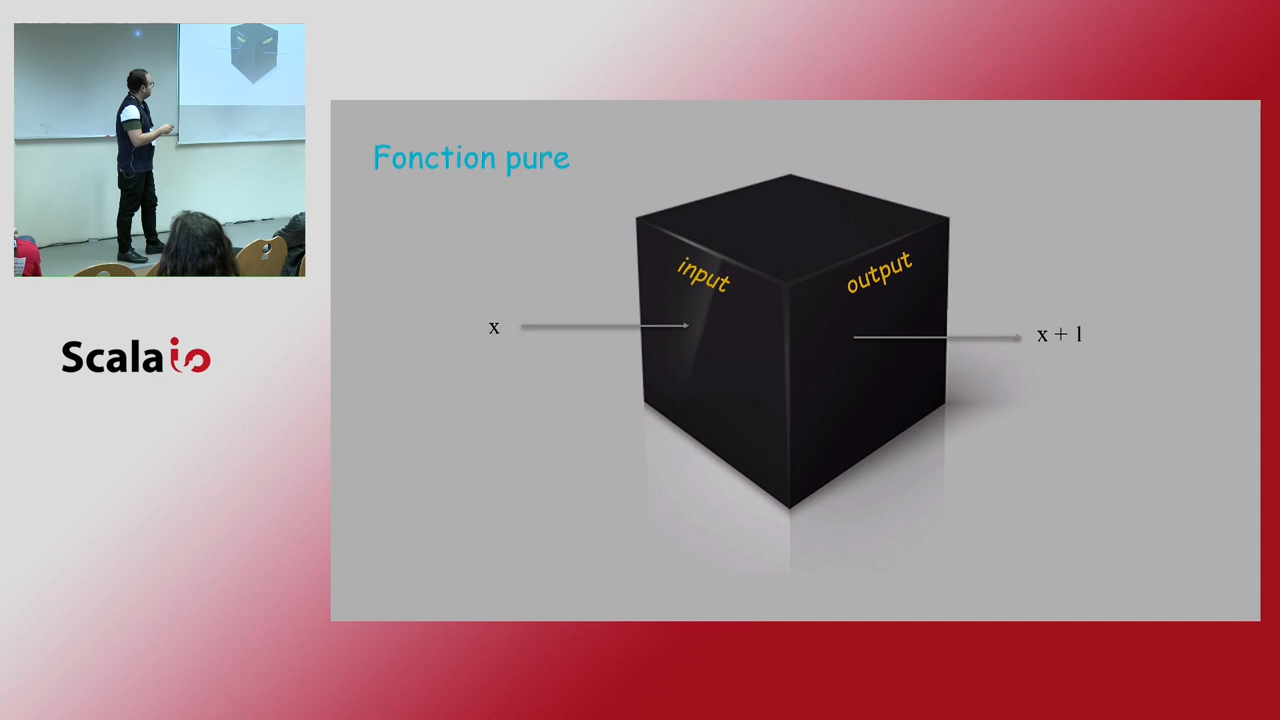 Fonction pure
input
output
x
x + 1
Scalaio